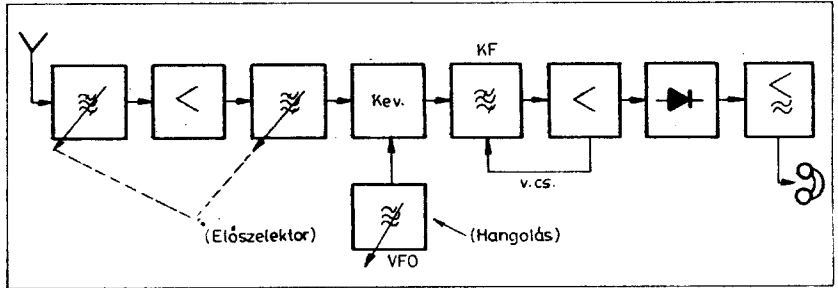 KF
Kev.
v.cs.
(Előszelektor)
(Hangolás)
VFO